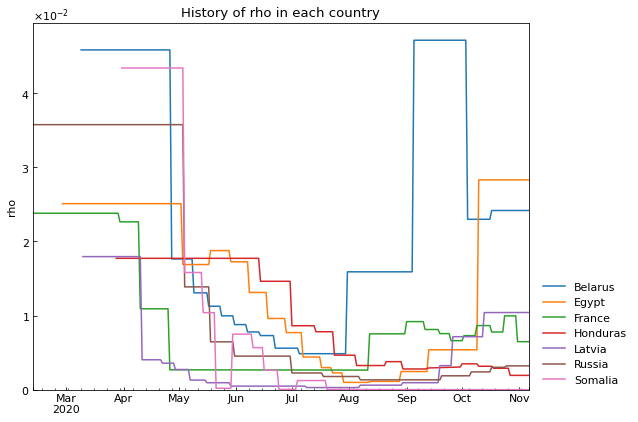 History of rho in each country
×10⁻²
4
3
2
1
0
rho
Mar Apr May Jun Jul Aug Sep Oct Nov
2020
Belarus
Egypt
France
Honduras
Latvia
Russia
Somalia